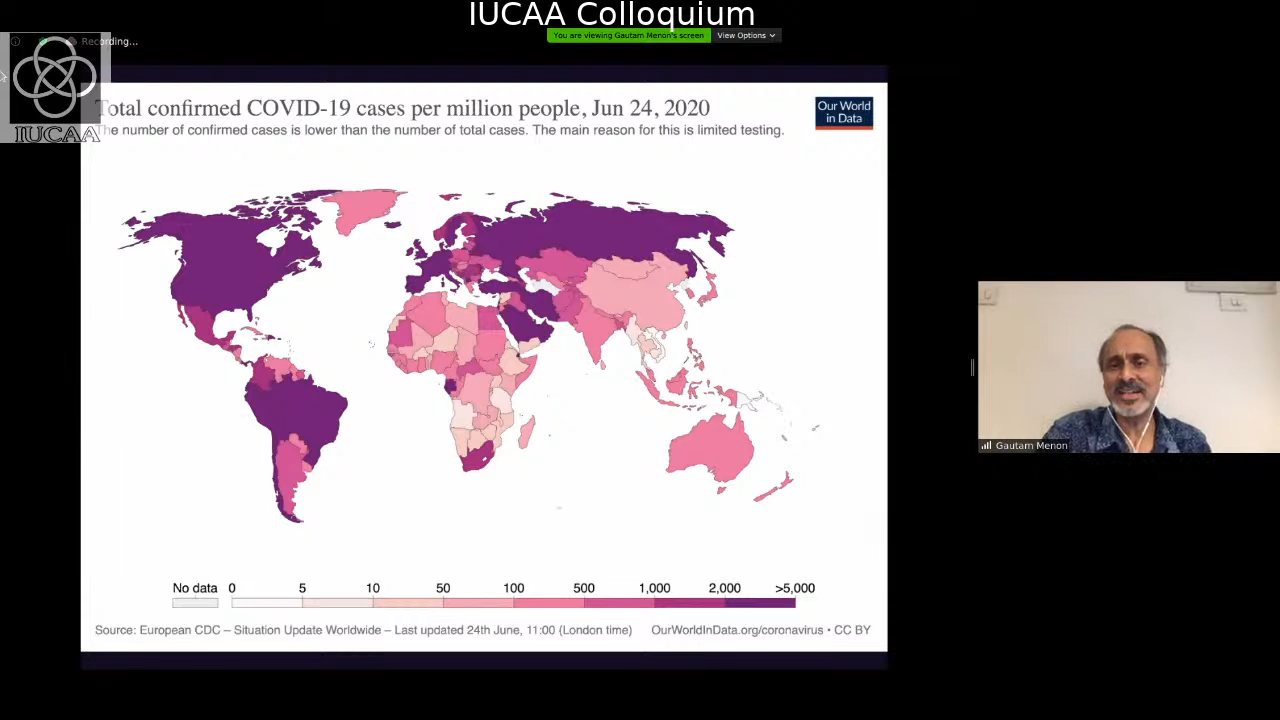 IUCAA Colloquium
You are viewing Gautam Menon's screen View Options
Recording...
IUCAA
Total confirmed COVID-19 cases per million people, Jun 24, 2020
The number of confirmed cases is lower than the number of total cases. The main reason for this is limited testing.
Our World
in Data
Gautam Menon
No data 0 5 10 50 100 500 1,000 2,000 >5,000
Source: European CDC – Situation Update Worldwide – Last updated 24th June, 11:00 (London time) OurWorldInData.org/coronavirus • CC BY